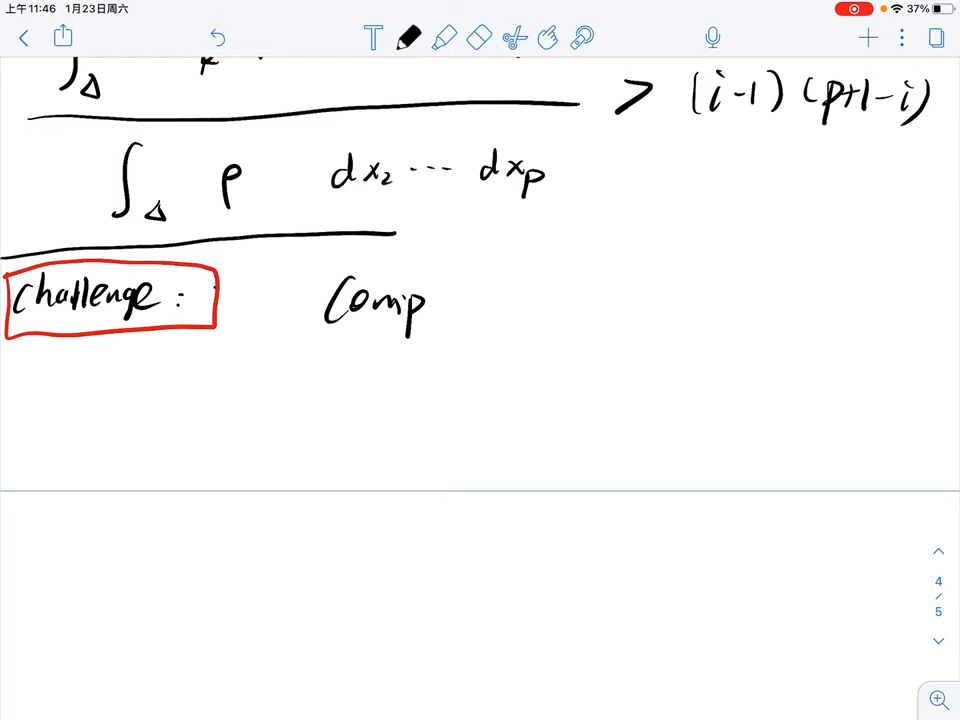 上午11:46 1月23日周六
37%
T
∫Δ
> (i-1) (p+1-i)
∫Δ ρ dx₂ ··· dxₚ
Challenge: Comp
4
/
5